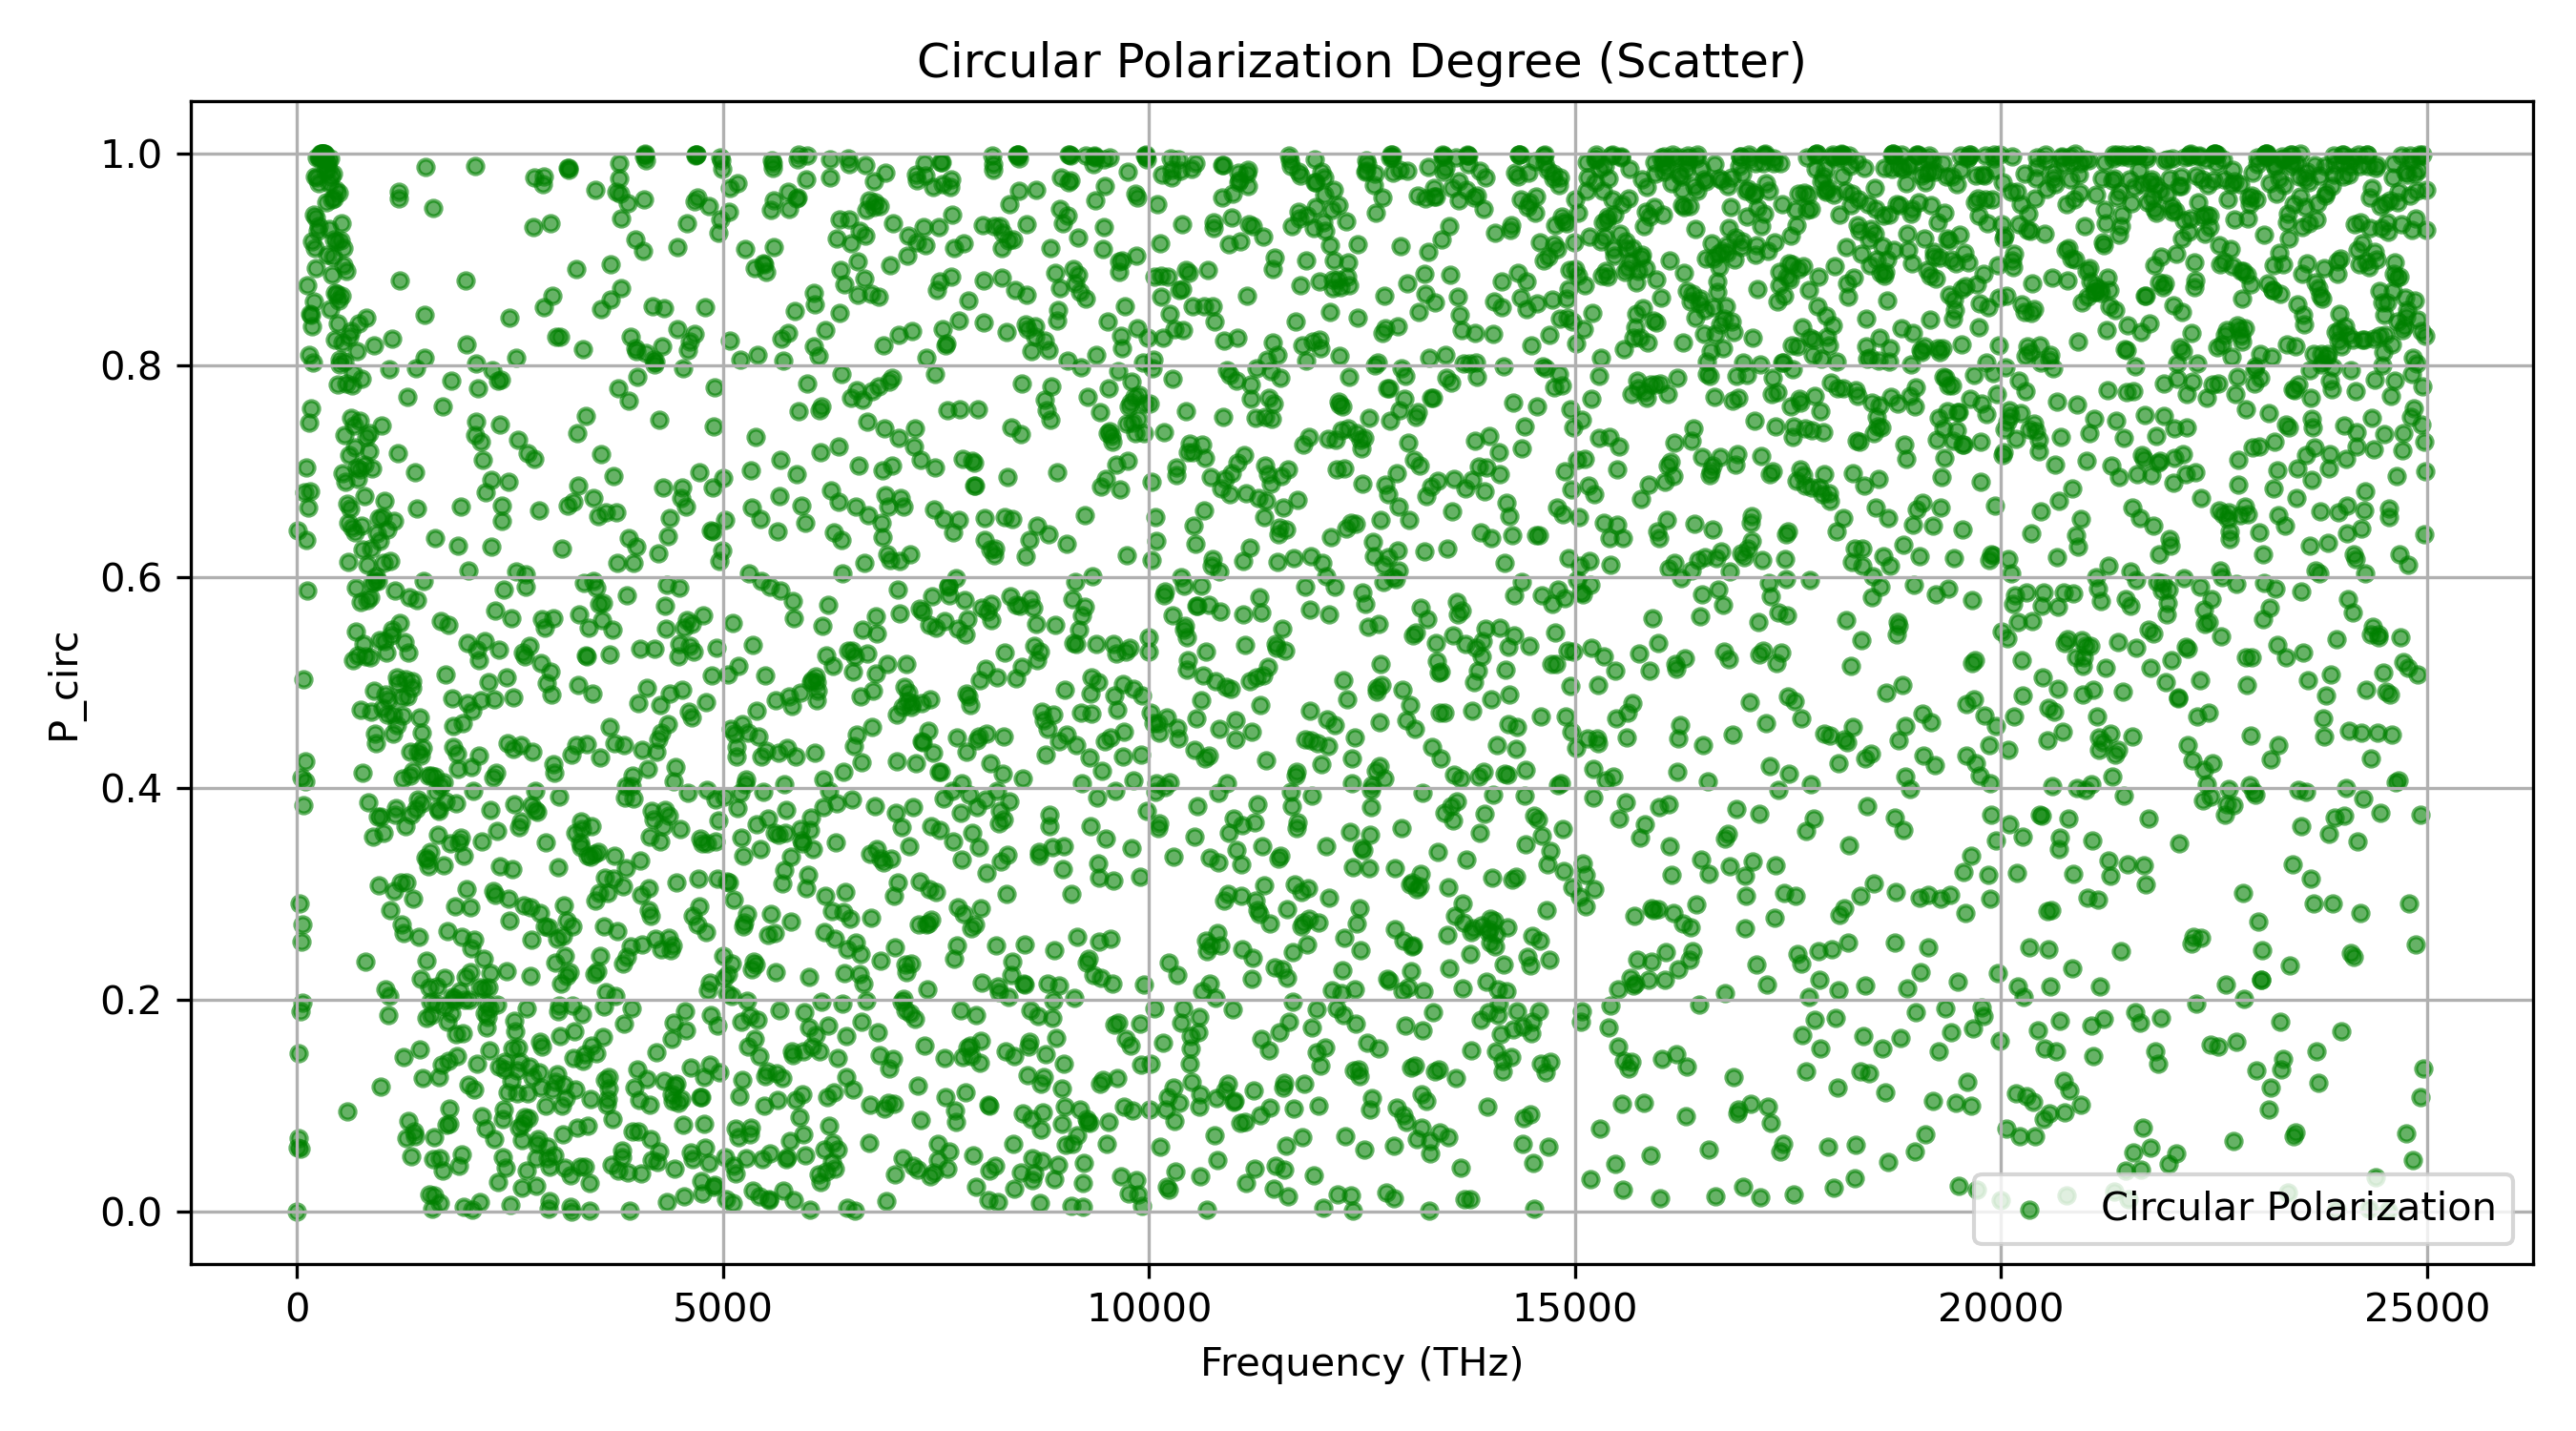 Circular Polarization Degree (Scatter)
P_circ
1.0
0.8
0.6
0.4
0.2
0.0
Circular Polarization
0 5000 10000 15000 20000 25000
Frequency (THz)